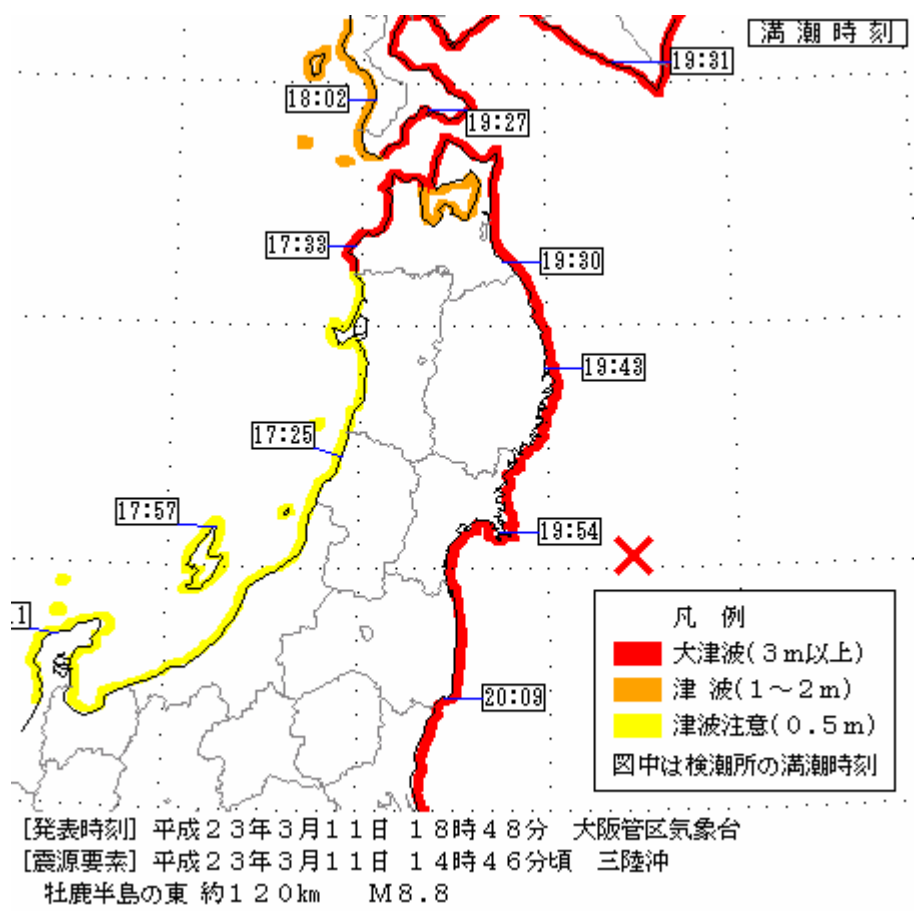 満 潮 時 刻
19:31
18:02
19:27
17:33
19:30
19:43
17:25
17:57
19:54
1
20:09
凡 例
大津波(３ｍ以上)
津 波(１～２ｍ)
津波注意(０.５ｍ)
図中は検潮所の満潮時刻
[発表時刻] 平成２３年３月１１日 １８時４８分 大阪管区気象台
[震源要素] 平成２３年３月１１日 １４時４６分頃 三陸沖
牡鹿半島の東 約１２０㎞ Ｍ８.８